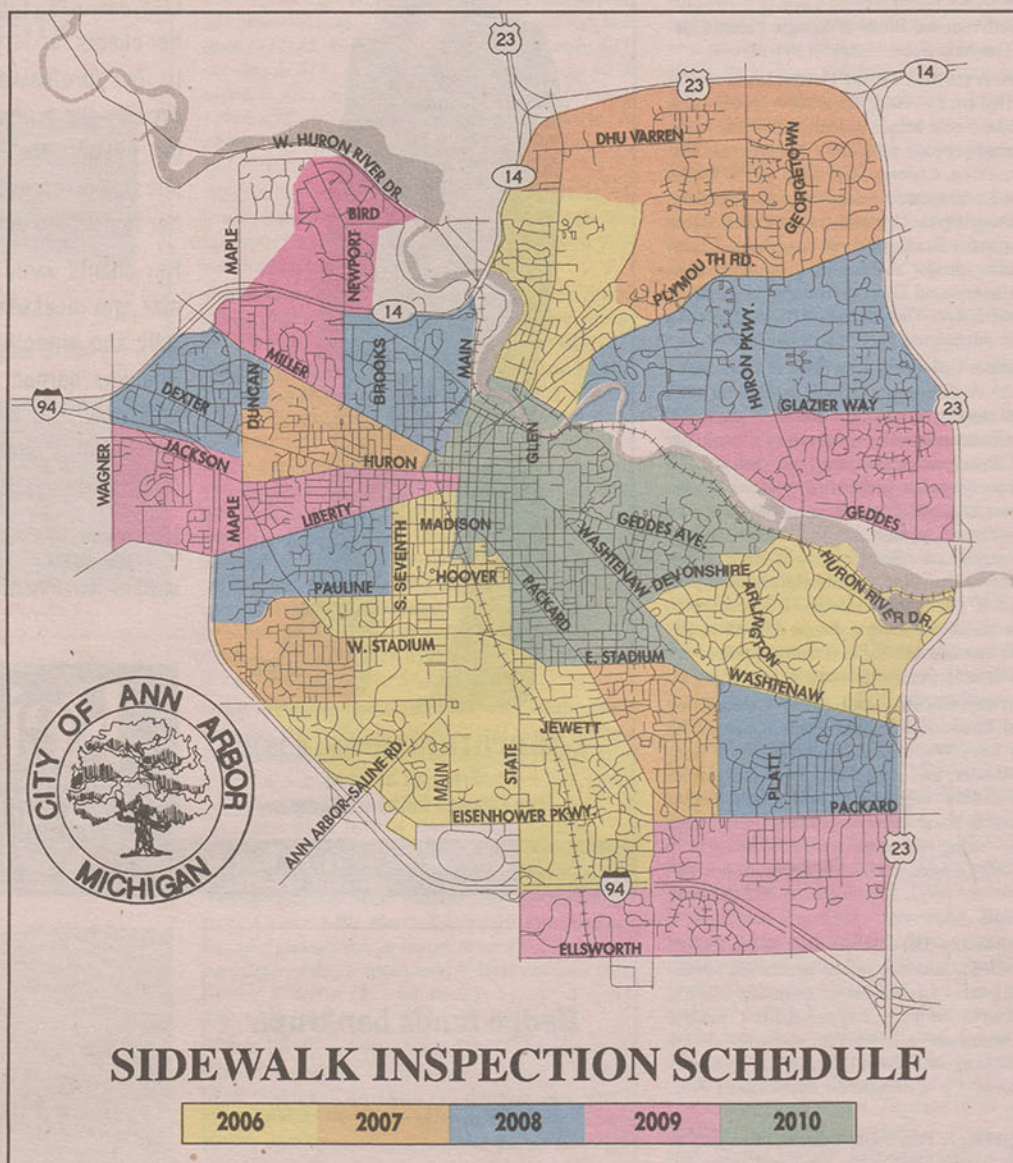 23
14
23
W. HURON RIVER DR.
DHU VARREN
GEORGETOWN
14
BIRD
NEWPORT
MAPLE
PLYMOUTH RD.
14
MAIN
HURON PKWY.
MILLER
BROOKS
DUNCAN
DEXTER
94
GLAZIER WAY
23
JACKSON
HURON
GLEN
WAGNER
MAPLE
LIBERTY
S. SEVENTH
MADISON
WASHTENAW
GEDDES AVE.
GEDDES
HOOVER
PAULINE
PACKARD
DEVONSHIRE
ARLINGTON
HURON RIVER DR.
W. STADIUM
E. STADIUM
WASHTENAW
JEWETT
STATE
MAIN
PLATT
ANN ARBOR-SALINE RD.
EISENHOWER PKWY.
PACKARD
23
94
ELLSWORTH
CITY OF ANN ARBOR
MICHIGAN
SIDEWALK INSPECTION SCHEDULE
2006 2007 2008 2009 2010